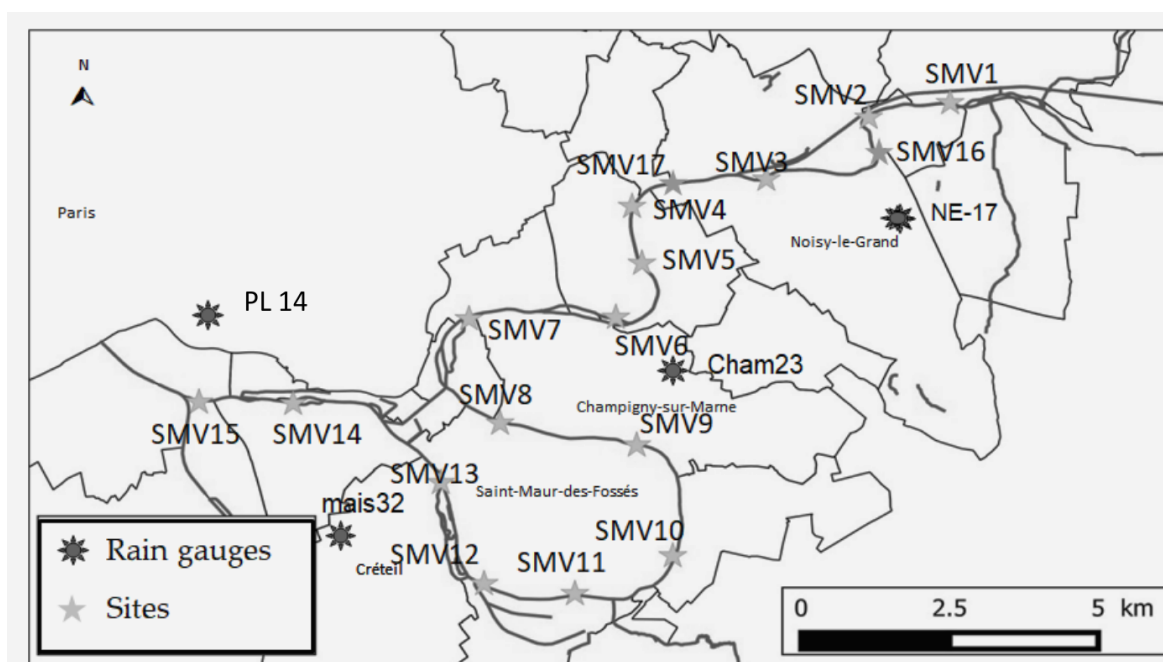 N
SMV1
SMV2
SMV16
SMV17
SMV3
SMV4
NE-17
Paris
Noisy-le-Grand
SMV5
PL 14
SMV7
SMV6
Cham23
SMV8
Champigny-sur-Marne
SMV9
SMV15
SMV14
SMV13
Saint-Maur-des-Fossés
mais32
SMV10
SMV12
SMV11
Créteil
Rain gauges
Sites
0 2.5 5 km